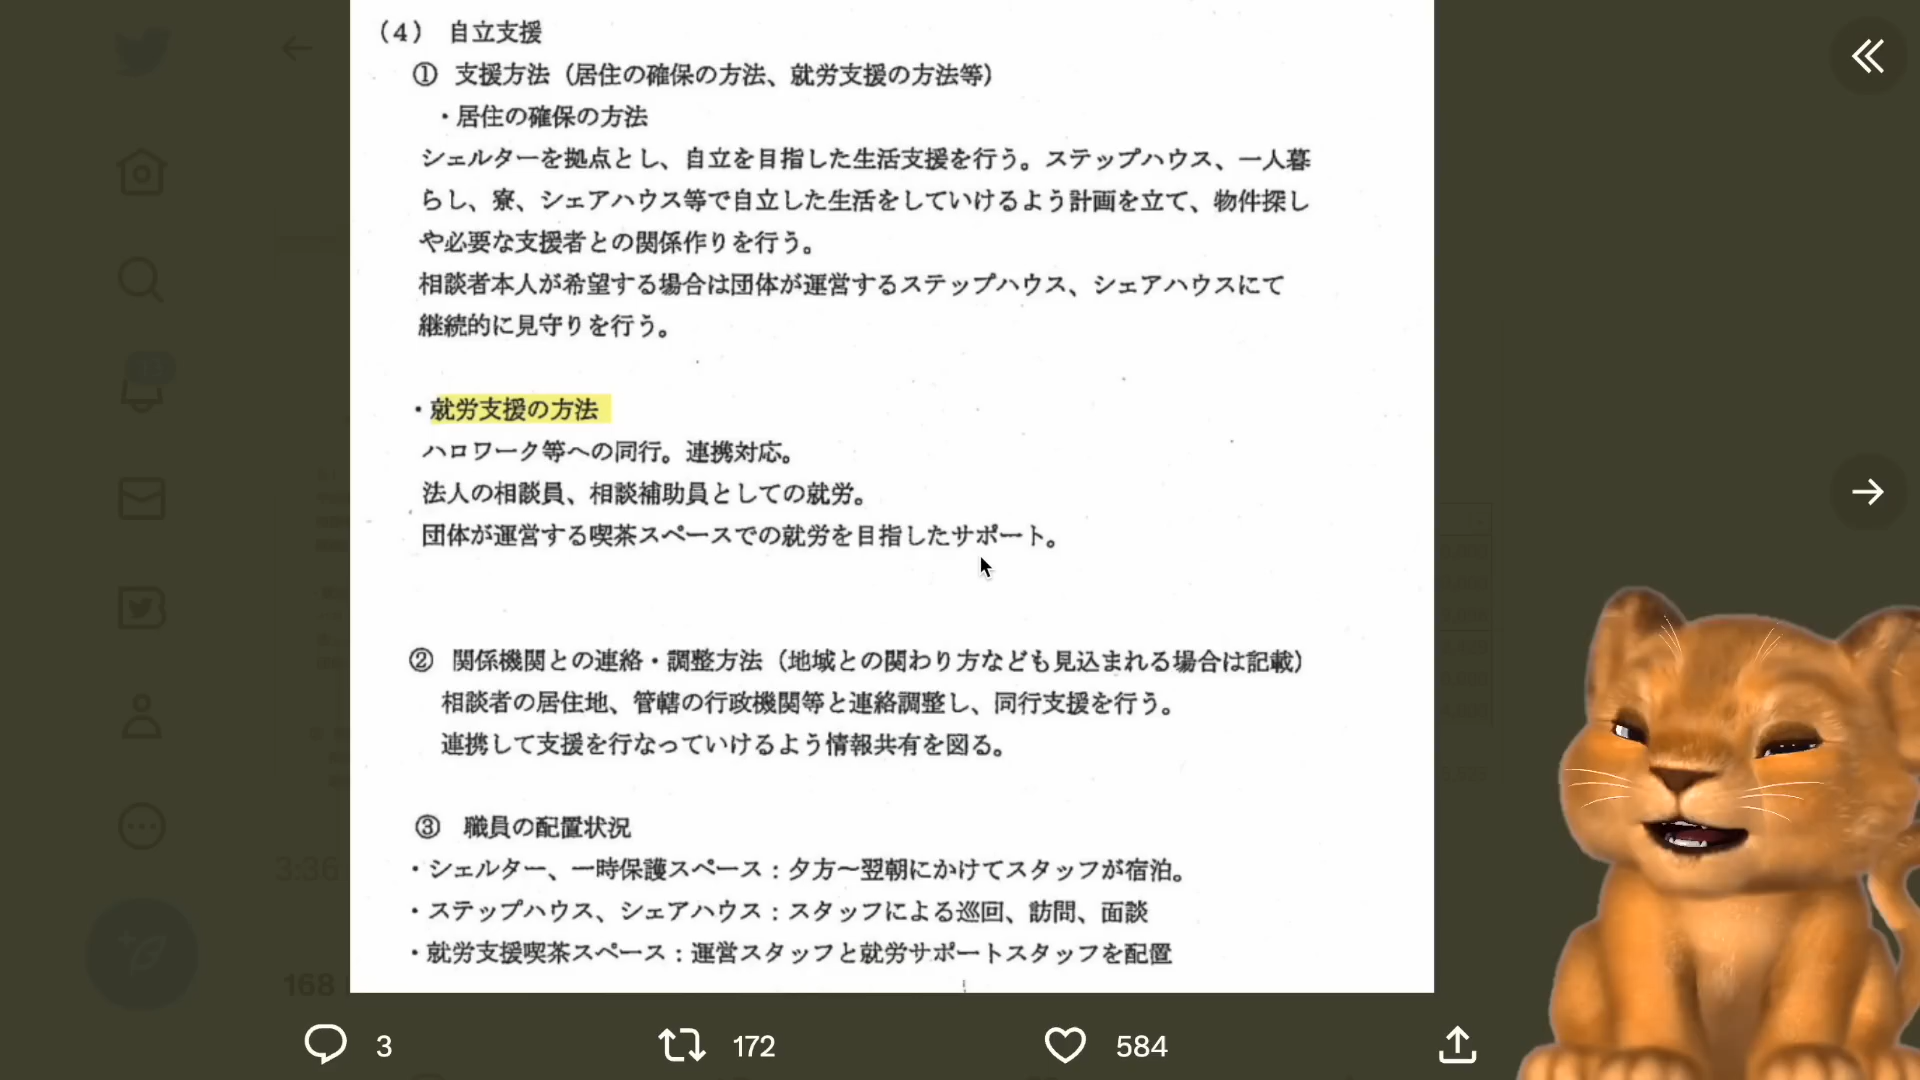 （4） 自立支援
① 支援方法（居住の確保の方法、就労支援の方法等）
・居住の確保の方法
シェルターを拠点とし、自立を目指した生活支援を行う。ステップハウス、一人暮
らし、寮、シェアハウス等で自立した生活をしていけるよう計画を立て、物件探し
や必要な支援者との関係作りを行う。
相談者本人が希望する場合は団体が運営するステップハウス、シェアハウスにて
継続的に見守りを行う。
・就労支援の方法
ハロワーク等への同行。連携対応。
法人の相談員、相談補助員としての就労。
団体が運営する喫茶スペースでの就労を目指したサポート。
② 関係機関との連絡・調整方法（地域との関わり方なども見込まれる場合は記載）
相談者の居住地、管轄の行政機関等と連絡調整し、同行支援を行う。
連携して支援を行なっていけるよう情報共有を図る。
③ 職員の配置状況
・シェルター、一時保護スペース：夕方～翌朝にかけてスタッフが宿泊。
・ステップハウス、シェアハウス：スタッフによる巡回、訪問、面談
・就労支援喫茶スペース：運営スタッフと就労サポートスタッフを配置
13
3:36
168
3
172
584